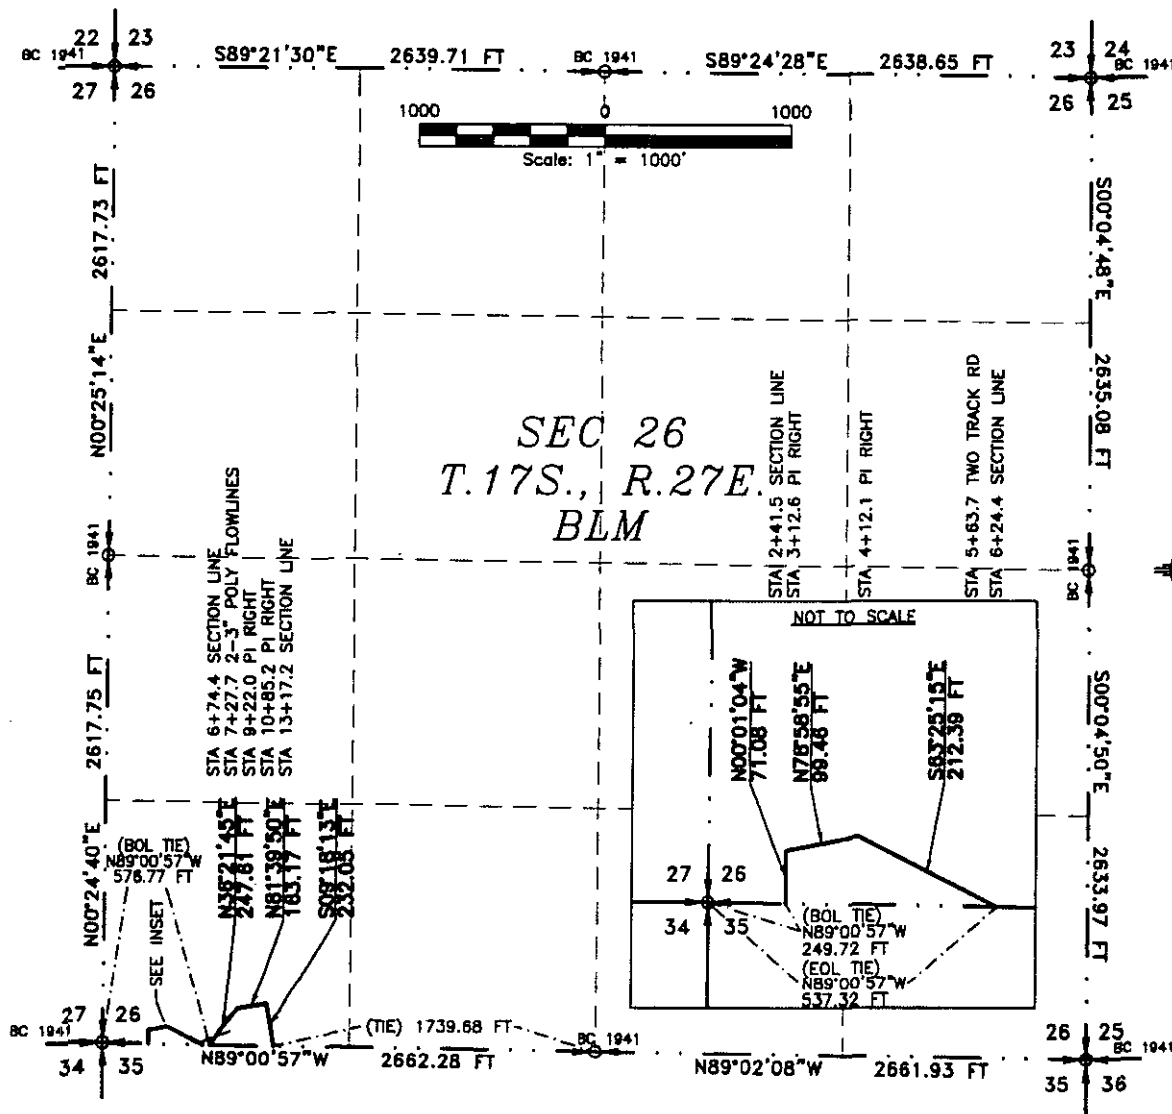 22 23
BC 1941
27 26
S89°21'30"E 2639.71 FT
BC 1941
S89°24'28"E 2638.65 FT
23 24
BC 1941
26 25
1000 0 1000
Scale: 1" = 1000'
2617.73 FT
N00°25'14"E
S00°04'48"E
2635.08 FT
SEC 26
T.17S., R.27E.
BLM
BC 1941
BC 1941
STA 2+41.5 SECTION LINE
STA 3+12.6 PI RIGHT
STA 4+12.1 PI RIGHT
STA 5+63.7 TWO TRACK RD
STA 6+24.4 SECTION LINE
STA 6+74.4 SECTION LINE
STA 7+27.7 2-3" POLY FLOWLINES
STA 9+22.0 PI RIGHT
STA 10+85.2 PI RIGHT
STA 13+17.2 SECTION LINE
2617.75 FT
N00°24'40"E
(BOL TIE)
N89°00'57"W
576.77 FT
SEE INSET
N38°21'45"E
247.61 FT
N81°39'50"E
163.17 FT
S09°18'13"E
232.05 FT
NOT TO SCALE
N00°01'04"W
71.08 FT
N78°58'55"E
99.46 FT
S63°25'15"E
212.39 FT
27 26
34 35
(BOL TIE)
N89°00'57"W
249.72 FT
(EOL TIE)
N89°00'57"W
537.32 FT
S00°04'50"E
2633.97 FT
27 26
BC 1941
34 35
(TIE) 1739.68 FT
N89°00'57"W 2662.28 FT
BC 1941
N89°02'08"W 2661.93 FT
26 25
BC 1941
35 36